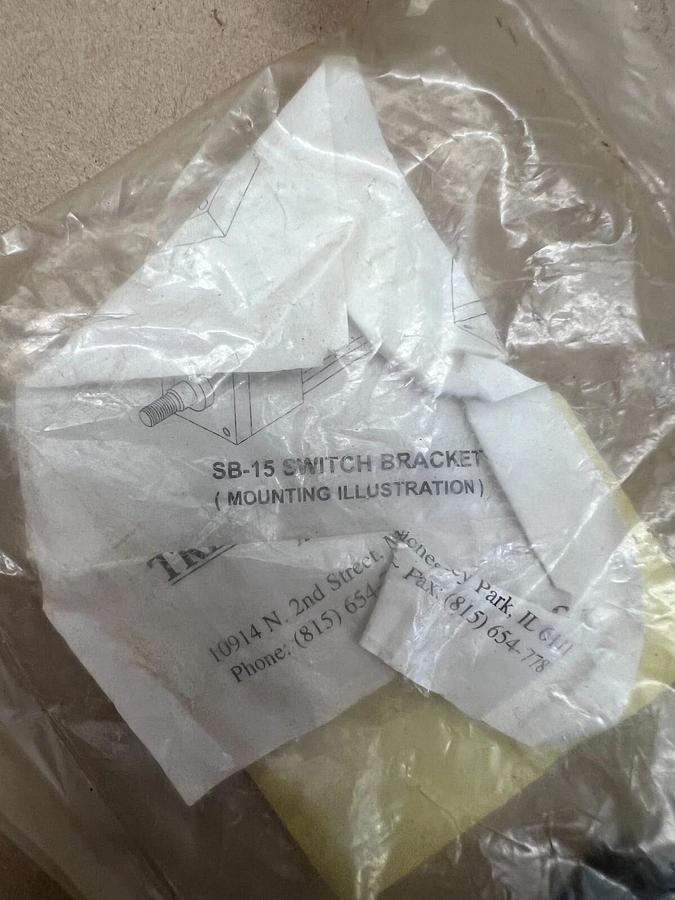 SB-15 SWITCH BRACKET
( MOUNTING ILLUSTRATION )
10914 N. 2nd Street, Park, IL
Phone: (815) 654- Fax: (815) 654-778